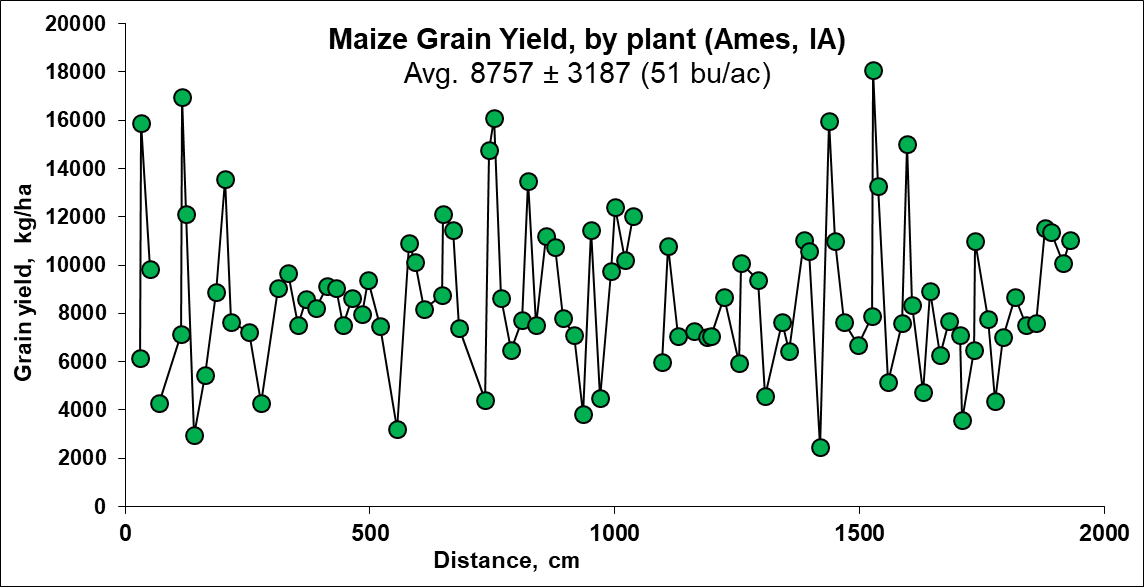 Maize Grain Yield, by plant (Ames, IA)
Avg. 8757 ± 3187 (51 bu/ac)
Grain yield, kg/ha
20000
18000
16000
14000
12000
10000
8000
6000
4000
2000
0
0 500 1000 1500 2000
Distance, cm